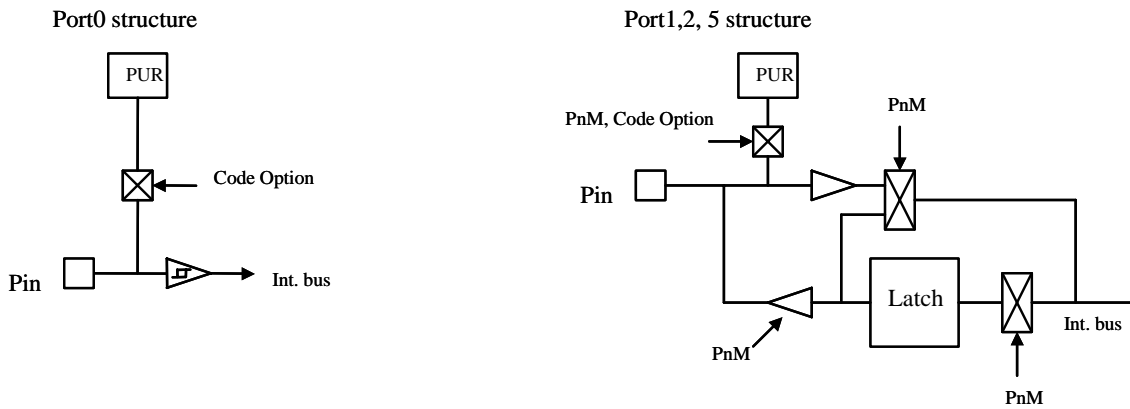 Port0 structure
PUR
Code Option
Pin
Int. bus
Port1,2, 5 structure
PUR
PnM, Code Option
PnM
Pin
Latch
PnM
Int. bus
PnM